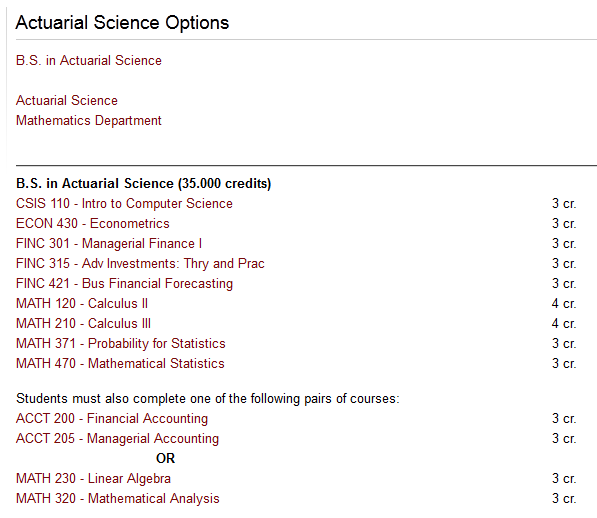 Actuarial Science Options
B.S. in Actuarial Science
Actuarial Science
Mathematics Department
B.S. in Actuarial Science (35.000 credits)
CSIS 110 - Intro to Computer Science 3 cr.
ECON 430 - Econometrics 3 cr.
FINC 301 - Managerial Finance I 3 cr.
FINC 315 - Adv Investments: Thry and Prac 3 cr.
FINC 421 - Bus Financial Forecasting 3 cr.
MATH 120 - Calculus II 4 cr.
MATH 210 - Calculus III 4 cr.
MATH 371 - Probability for Statistics 3 cr.
MATH 470 - Mathematical Statistics 3 cr.
Students must also complete one of the following pairs of courses:
ACCT 200 - Financial Accounting 3 cr.
ACCT 205 - Managerial Accounting 3 cr.
OR
MATH 230 - Linear Algebra 3 cr.
MATH 320 - Mathematical Analysis 3 cr.